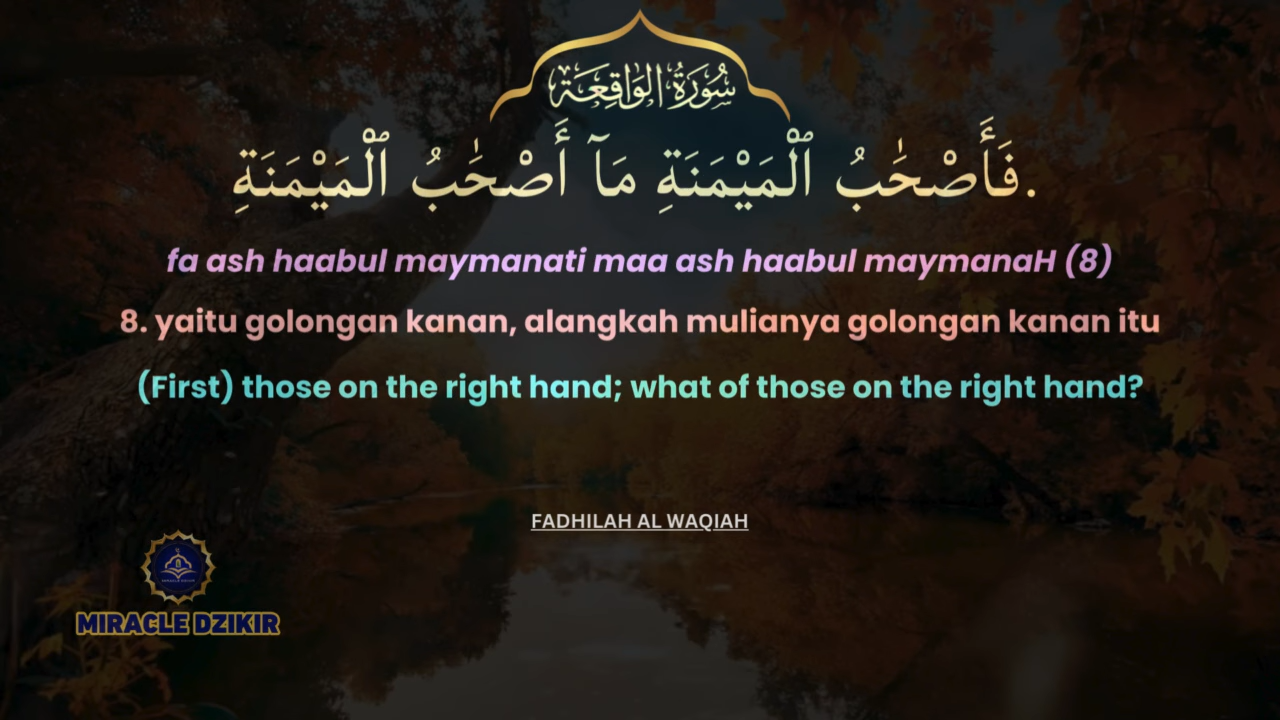 سُورَةُ الوَاقِعَة
فَأَصْحَٰبُ ٱلْمَيْمَنَةِ مَآ أَصْحَٰبُ ٱلْمَيْمَنَةِ.
fa ash haabul maymanati maa ash haabul maymanaH (8)
8. yaitu golongan kanan, alangkah mulianya golongan kanan itu
(First) those on the right hand; what of those on the right hand?
FADHILAH AL WAQIAH
MIRACLE DZIKIR
MIRACLE DZIKIR